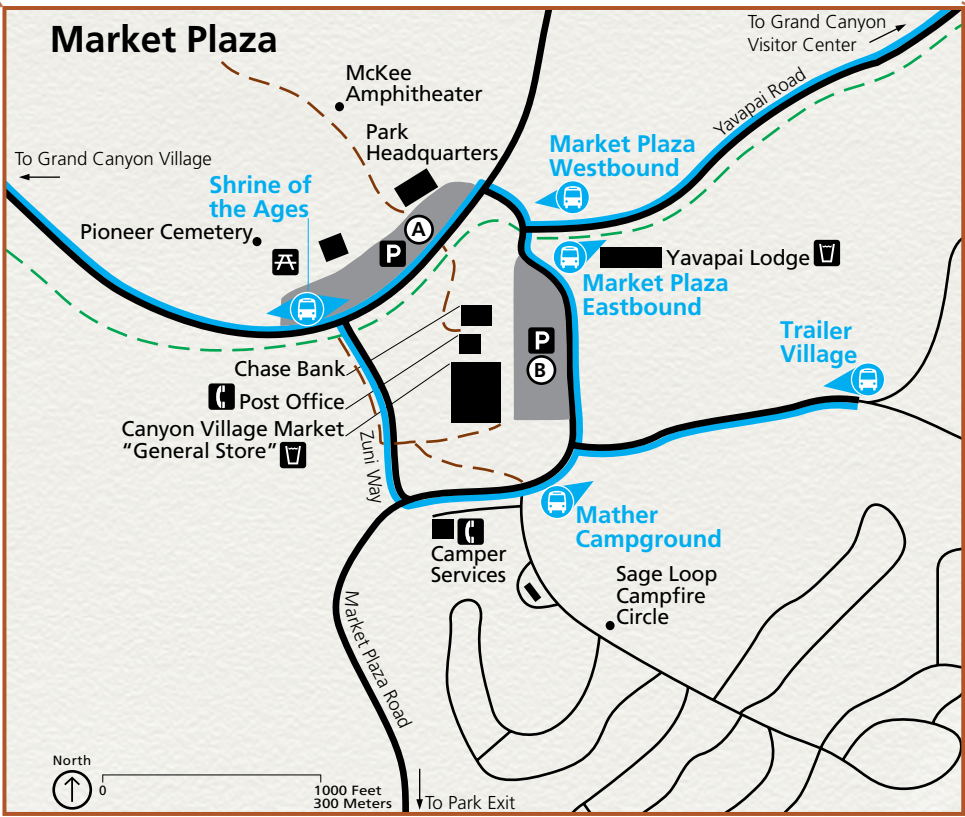 Market Plaza
To Grand Canyon
Visitor Center
McKee
Amphitheater
Yavapai Road
Park
Headquarters
Market Plaza
Westbound
To Grand Canyon Village
Shrine of
the Ages
Pioneer Cemetery
A
P
Yavapai Lodge
Market Plaza
Eastbound
Trailer
Village
P
B
Chase Bank
Post Office
Canyon Village Market
“General Store”
Zuni Way
Mather
Campground
Camper
Services
Sage Loop
Campfire
Circle
Market Plaza Road
North
0
1000 Feet
300 Meters
To Park Exit